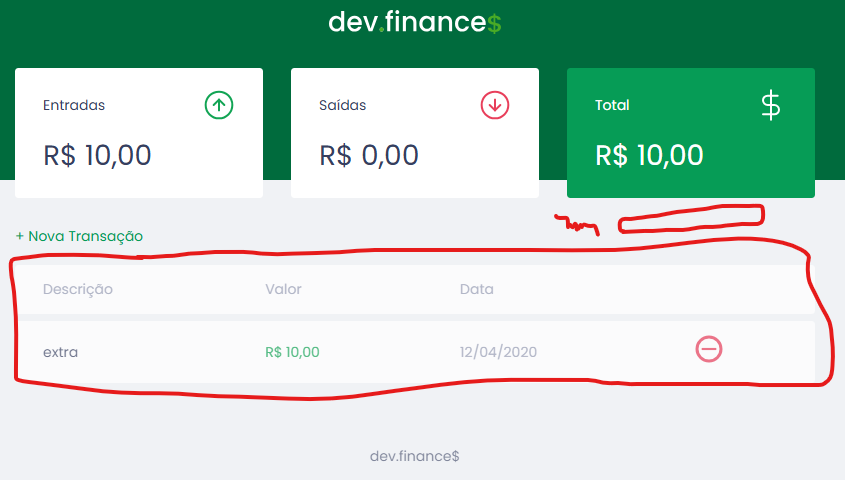 dev.finance$
Entradas
R$ 10,00
Saídas
R$ 0,00
Total
$
R$ 10,00
+ Nova Transação
Descrição Valor Data
extra R$ 10,00 12/04/2020
dev.finance$